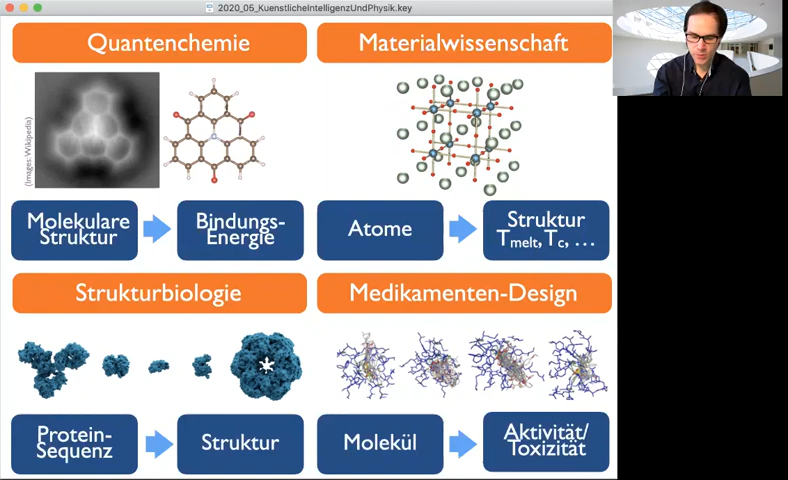 2020_05_KuenstlicheIntelligenzUndPhysik.key
Quantenchemie
Materialwissenschaft
(Images: Wikipedia)
Molekulare
Struktur
Bindungs-
Energie
Atome
Struktur
Tmelt, Tc, ...
Strukturbiologie
Medikamenten-Design
Protein-
Sequenz
Struktur
Molekül
Aktivität/
Toxizität